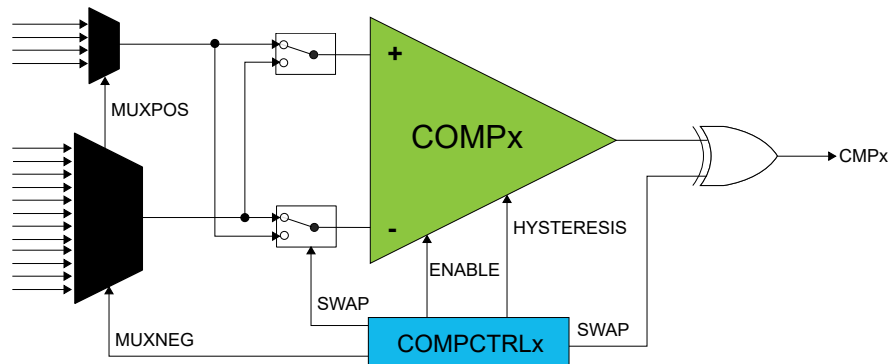 MUXPOS
+
COMPx
CMPx
-
HYSTERESIS
ENABLE
SWAP
SWAP
MUXNEG
COMPCTRLx